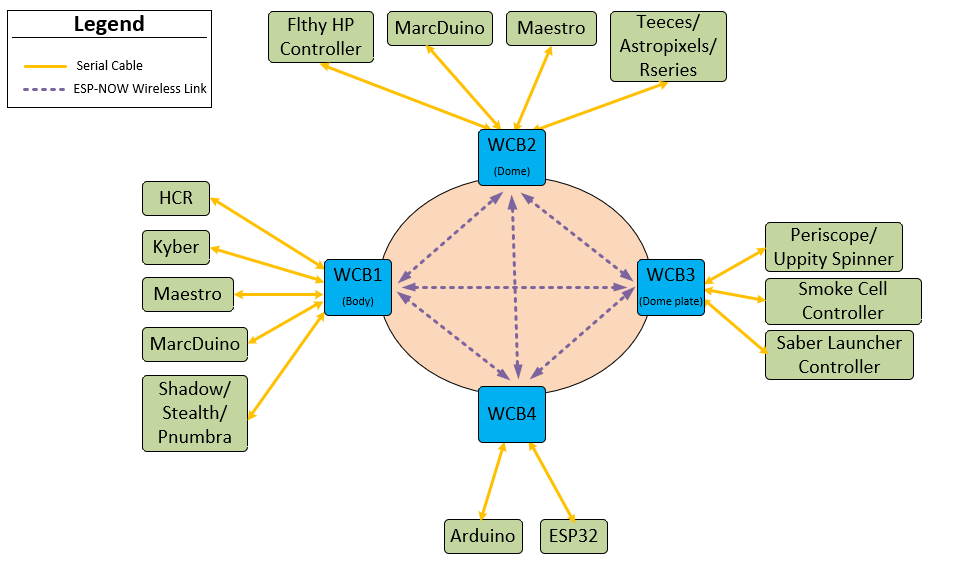 Legend
Serial Cable
ESP-NOW Wireless Link
Flthy HP
Controller
MarcDuino
Maestro
Teeces/
Astropixels/
Rseries
WCB2
(Dome)
HCR
Kyber
Maestro
MarcDuino
Shadow/
Stealth/
Pnumbra
WCB1
(Body)
WCB3
(Dome plate)
Periscope/
Uppity Spinner
Smoke Cell
Controller
Saber Launcher
Controller
WCB4
Arduino
ESP32